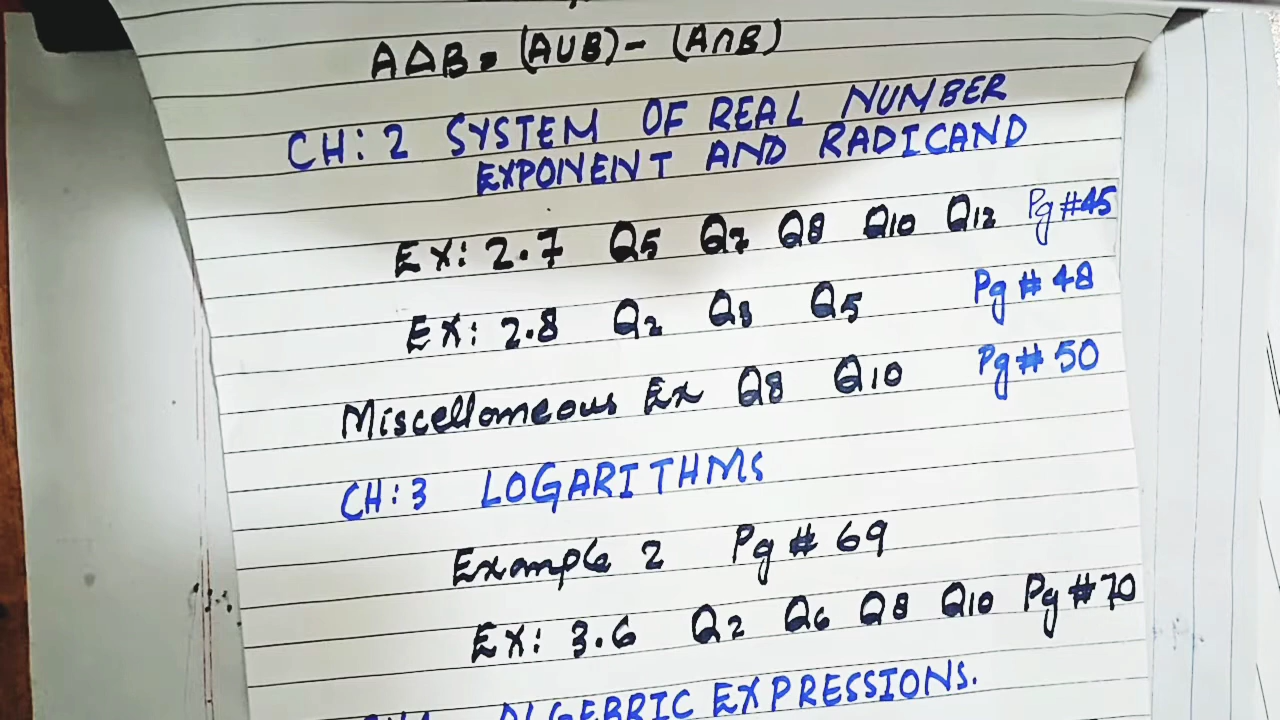 A∆B = (A∪B) - (A∩B)
CH: 2 SYSTEM OF REAL NUMBER
EXPONENT AND RADICAND
EX: 2.7 Q5 Q7 Q8 Q10 Q12 Pg #45
EX: 2.8 Q2 Q3 Q5 Pg # 48
Miscellaneous Ex Q8 Q10 Pg # 50
CH: 3 LOGARITHMS
Example 2 Pg # 69
EX: 3.6 Q2 Q6 Q8 Q10 Pg #70
ALGEBRIC EXPRESSIONS.